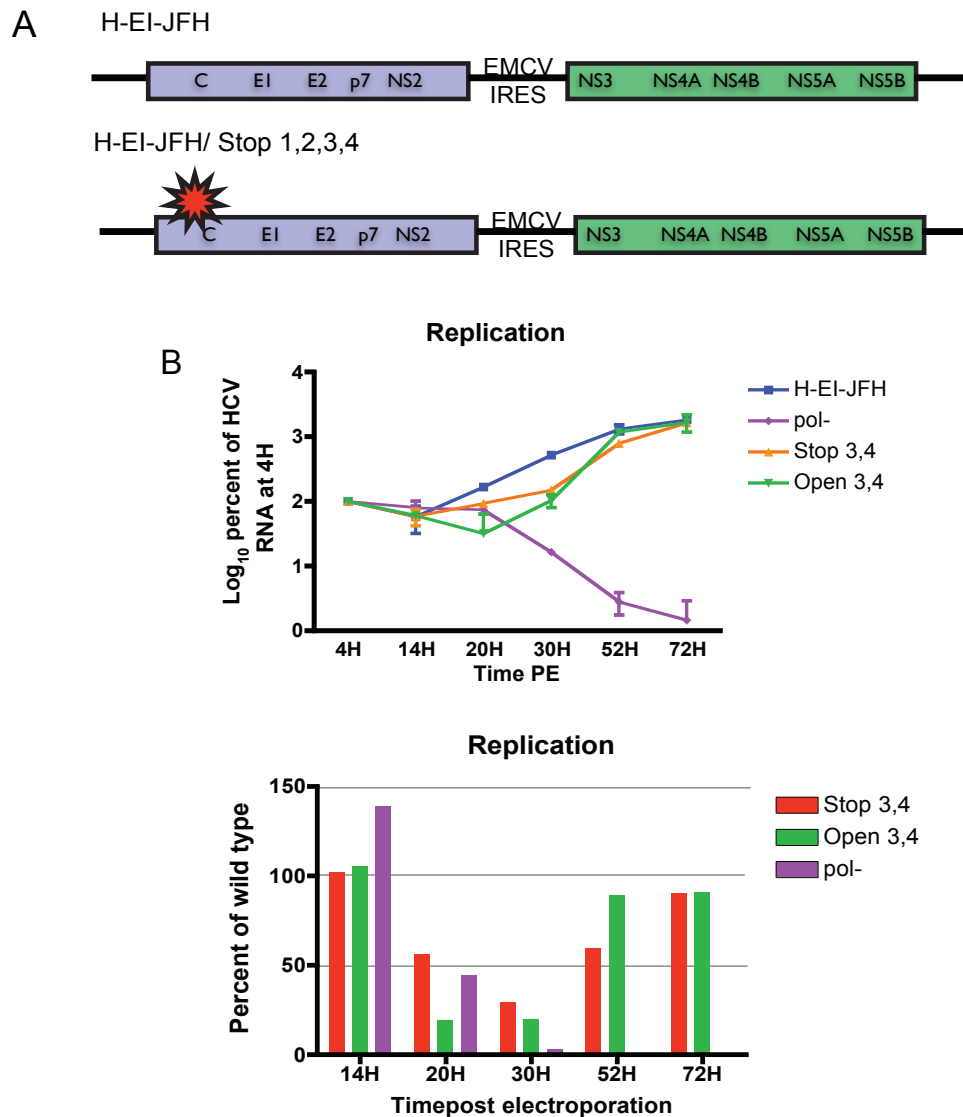 A
H-EI-JFH
C E1 E2 p7 NS2 EMCV IRES NS3 NS4A NS4B NS5A NS5B
H-EI-JFH/ Stop 1,2,3,4
C E1 E2 p7 NS2 EMCV IRES NS3 NS4A NS4B NS5A NS5B
B
Replication
Log10 percent of HCV
RNA at 4H
4
3
2
1
0
4H 14H 20H 30H 52H 72H
Time PE
H-EI-JFH
pol-
Stop 3,4
Open 3,4
Replication
Percent of wild type
150
100
50
0
14H 20H 30H 52H 72H
Timepost electroporation
Stop 3,4
Open 3,4
pol-